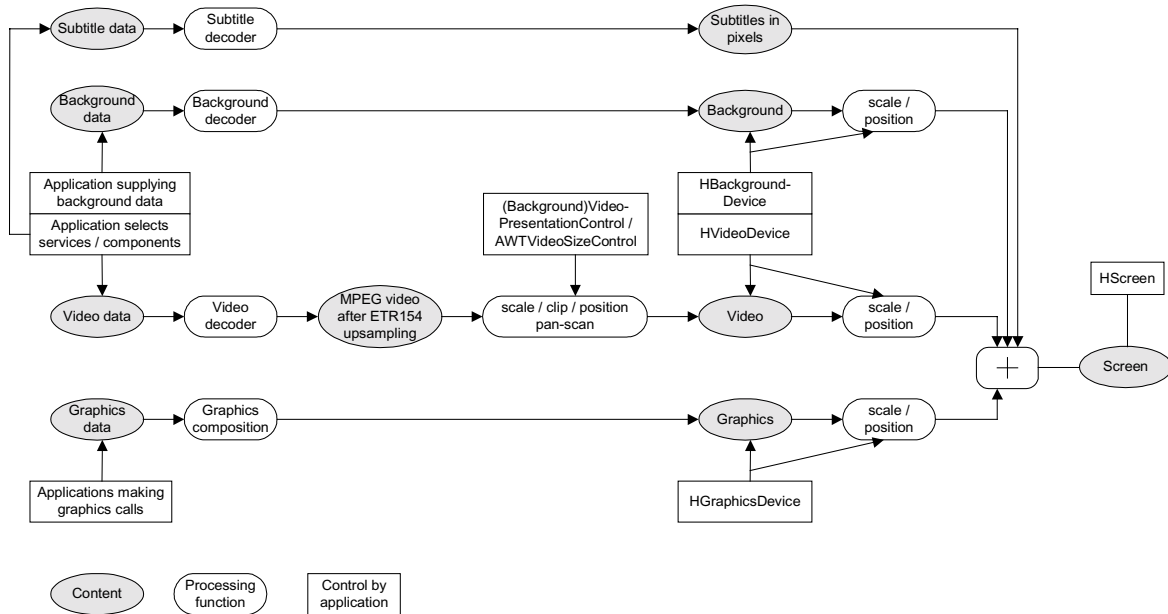 Subtitle data
Subtitle
decoder
Subtitles in
pixels
Background
data
Background
decoder
Background
scale /
position
Application supplying
background data
Application selects
services / components
(Background)Video-
PresentationControl /
AWTVideoSizeControl
HBackground-
Device
HVideoDevice
HScreen
Video data
Video
decoder
MPEG video
after ETR154
upsampling
scale / clip / position
pan-scan
Video
scale /
position
+
Screen
Graphics
data
Graphics
composition
Graphics
scale /
position
Applications making
graphics calls
HGraphicsDevice
Content
Processing
function
Control by
application